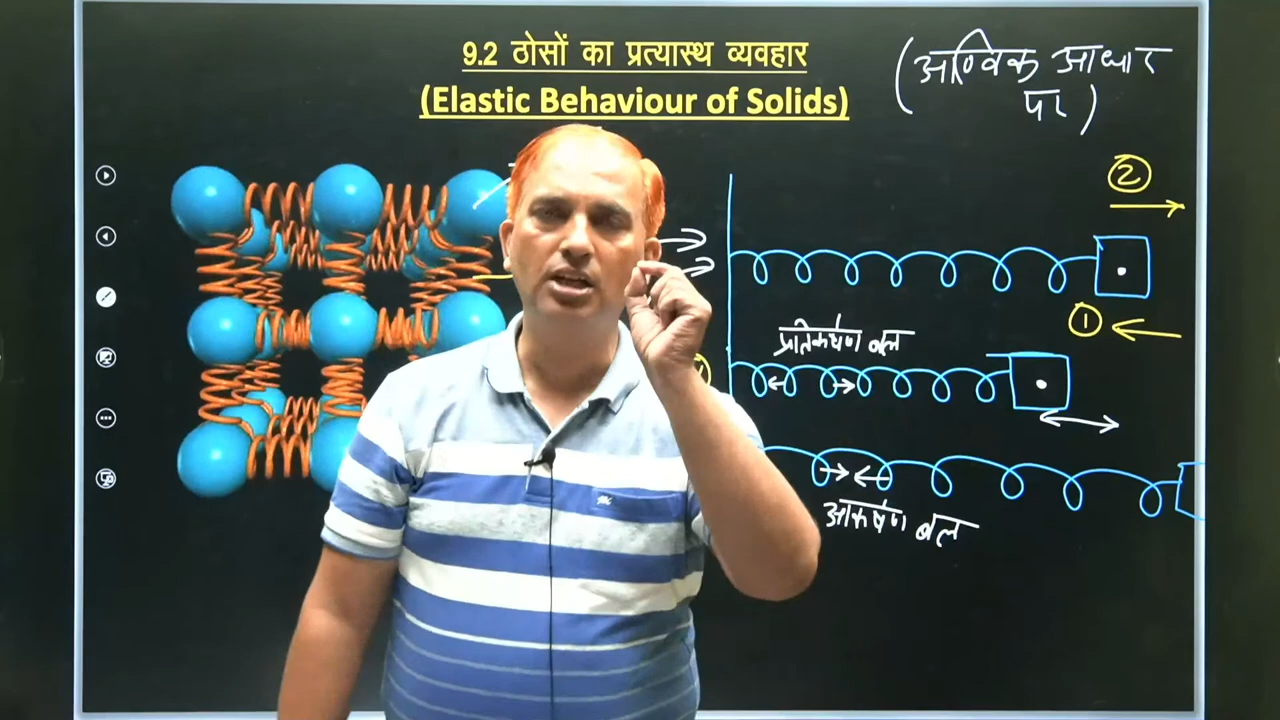 9.2 ठोसों का प्रत्यास्थ व्यवहार
(Elastic Behaviour of Solids)
(आण्विक आधार
पर)
②
①
प्रतिकर्षण बल
आकर्षण बल